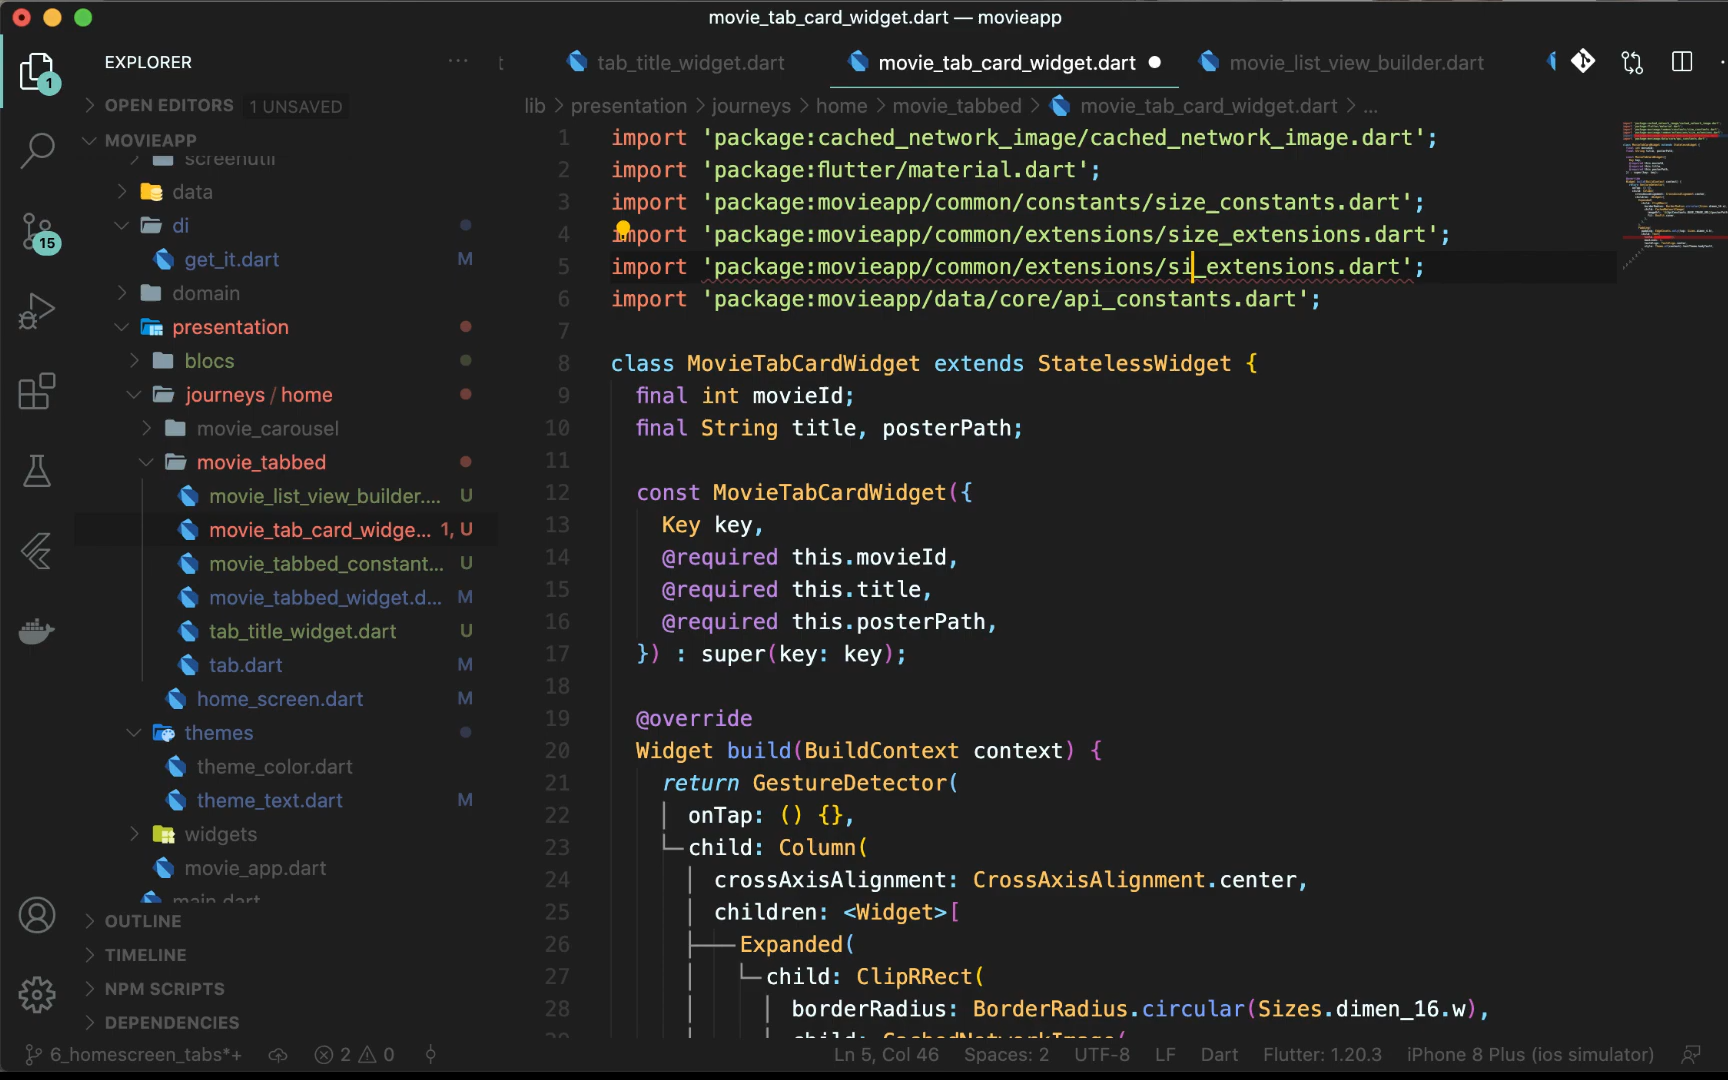 movie_tab_card_widget.dart — movieapp
EXPLORER
tab_title_widget.dart
movie_tab_card_widget.dart
movie_list_view_builder.dart
1
OPEN EDITORS 1 UNSAVED
lib > presentation > journeys > home > movie_tabbed > movie_tab_card_widget.dart > ...
MOVIEAPP
screenutil
data
di
get_it.dart M
domain
presentation
blocs
journeys / home
movie_carousel
movie_tabbed
movie_list_view_builder.... U
movie_tab_card_widge... 1, U
movie_tabbed_constant... U
movie_tabbed_widget.d... M
tab_title_widget.dart U
tab.dart M
home_screen.dart M
themes
theme_color.dart
theme_text.dart M
widgets
movie_app.dart
main.dart
OUTLINE
TIMELINE
NPM SCRIPTS
DEPENDENCIES
15
1 import 'package:cached_network_image/cached_network_image.dart';
2 import 'package:flutter/material.dart';
3 import 'package:movieapp/common/constants/size_constants.dart';
4 import 'package:movieapp/common/extensions/size_extensions.dart';
5 import 'package:movieapp/common/extensions/si_extensions.dart';
6 import 'package:movieapp/data/core/api_constants.dart';
7
8 class MovieTabCardWidget extends StatelessWidget {
9 final int movieId;
10 final String title, posterPath;
11
12 const MovieTabCardWidget({
13 Key key,
14 @required this.movieId,
15 @required this.title,
16 @required this.posterPath,
17 }) : super(key: key);
18
19 @override
20 Widget build(BuildContext context) {
21 return GestureDetector(
22 onTap: () {},
23 child: Column(
24 crossAxisAlignment: CrossAxisAlignment.center,
25 children: <Widget>[
26 Expanded(
27 child: ClipRRect(
28 borderRadius: BorderRadius.circular(Sizes.dimen_16.w),
29 child: CachedNetworkImage(
6_homescreen_tabs*+ 2 0 Ln 5, Col 46 Spaces: 2 UTF-8 LF Dart Flutter: 1.20.3 iPhone 8 Plus (ios simulator)